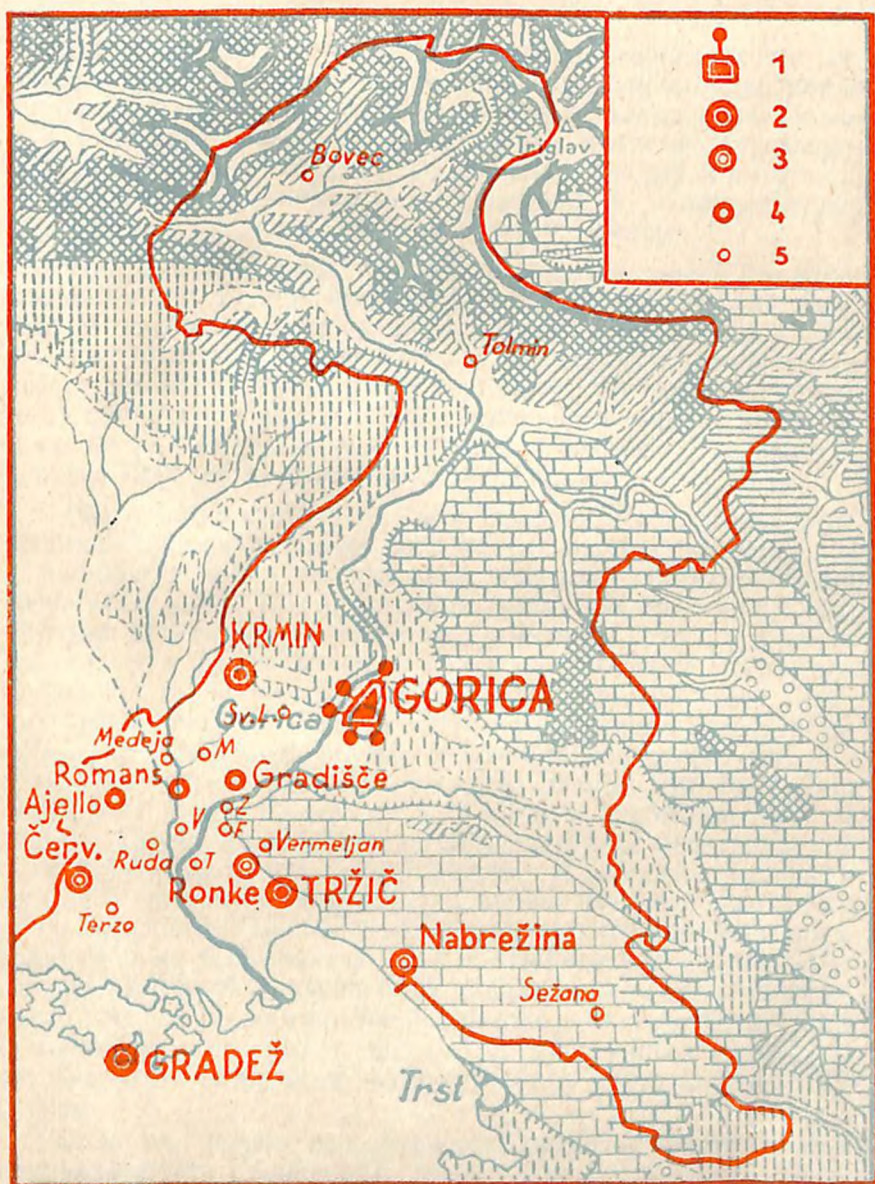 1
2
3
4
5
Triglav
Bovec
Tolmin
KRMIN
GORICA
Gorica
Sv.L.
Medeja
M
Romans
Gradišče
Ajello
Z
V
F
Červ.
Ruda
T
Vermeljan
Ronke
TRŽIČ
Terzo
Nabrežina
Sežana
GRADEŽ
Trst